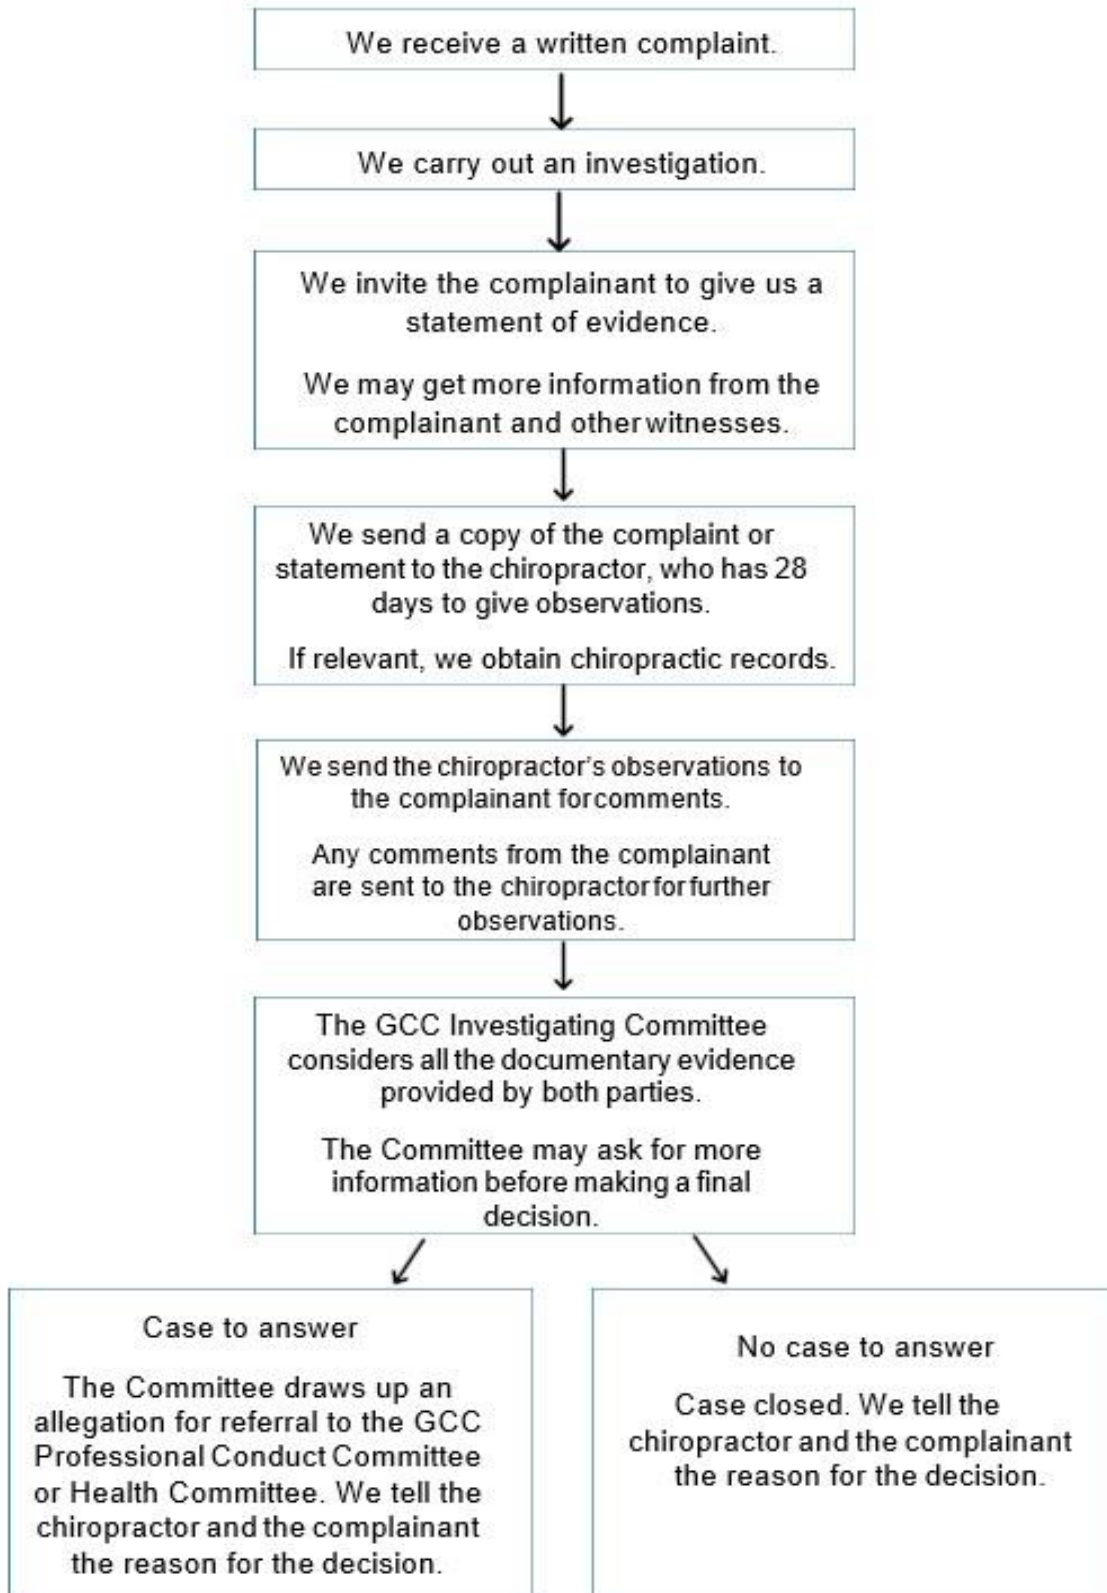 We receive a written complaint.
We carry out an investigation.
We invite the complainant to give us a
statement of evidence.
We may get more information from the
complainant and other witnesses.
We send a copy of the complaint or
statement to the chiropractor, who has 28
days to give observations.
If relevant, we obtain chiropractic records.
We send the chiropractor's observations to
the complainant for comments.
Any comments from the complainant
are sent to the chiropractor for further
observations.
The GCC Investigating Committee
considers all the documentary evidence
provided by both parties.
The Committee may ask for more
information before making a final
decision.
Case to answer
The Committee draws up an
allegation for referral to the GCC
Professional Conduct Committee
or Health Committee. We tell the
chiropractor and the complainant
the reason for the decision.
No case to answer
Case closed. We tell the
chiropractor and the complainant
the reason for the decision.